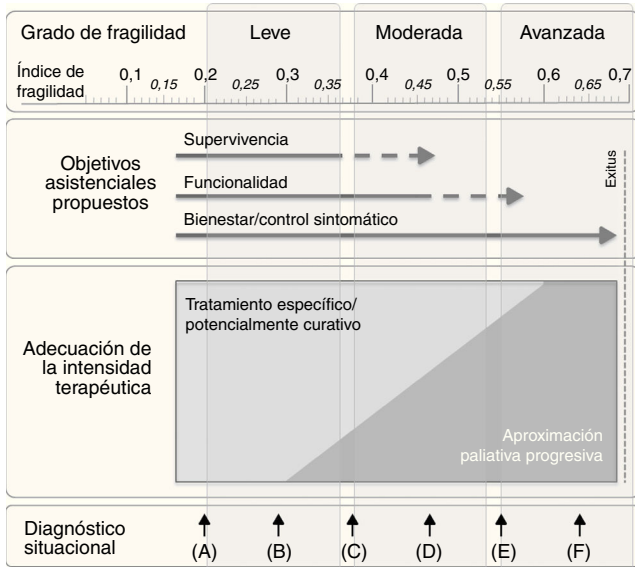 Grado de fragilidad Leve Moderada Avanzada
Índice de
fragilidad
0,1 0,15 0,2 0,25 0,3 0,35 0,4 0,45 0,5 0,55 0,6 0,65 0,7
Objetivos
asistenciales
propuestos
Supervivencia
Funcionalidad
Bienestar/control sintomático
Exitus
Adecuación de
la intensidad
terapéutica
Tratamiento específico/
potencialmente curativo
Aproximación
paliativa progresiva
Diagnóstico
situacional
(A) (B) (C) (D) (E) (F)